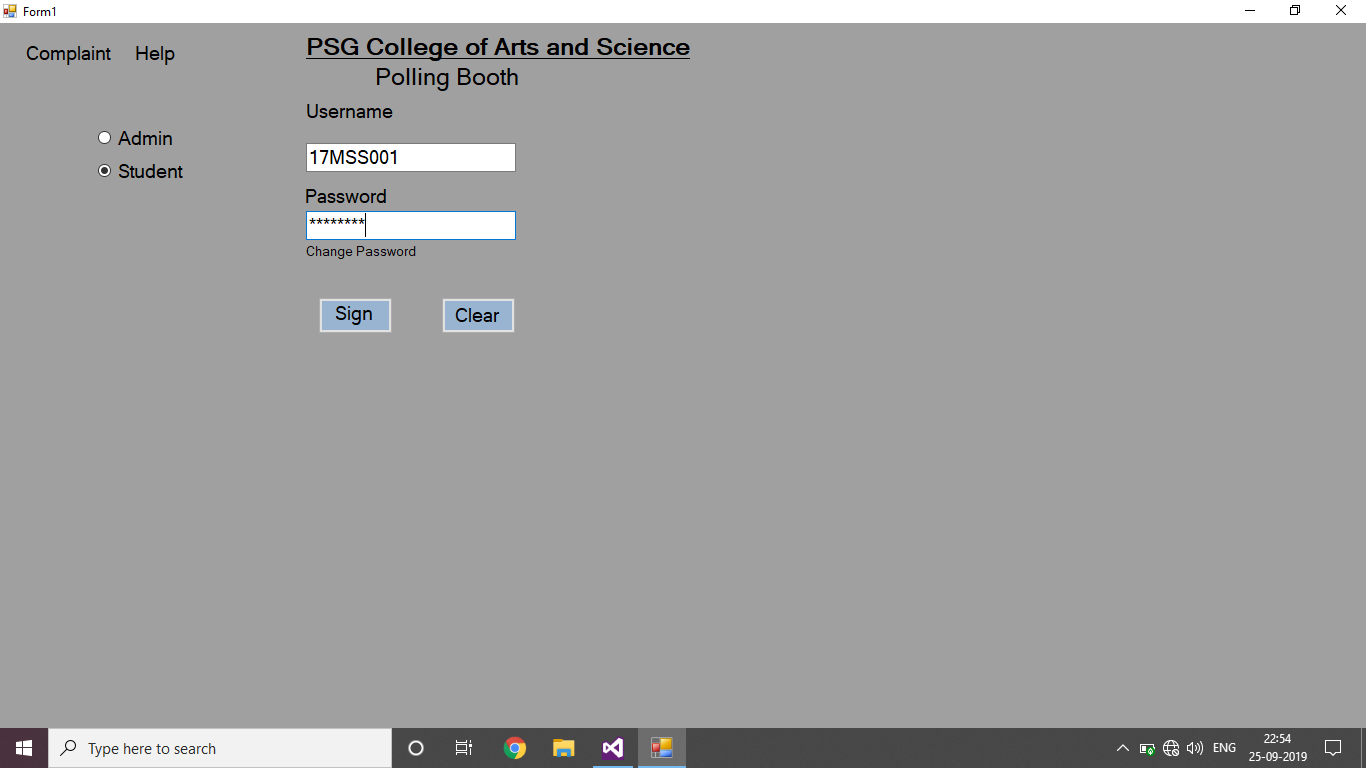 Form1
Complaint Help
PSG College of Arts and Science
Polling Booth
Username
Admin
17MSS001
Student
Password
********
Change Password
Sign Clear
Type here to search
ENG
22:54
25-09-2019